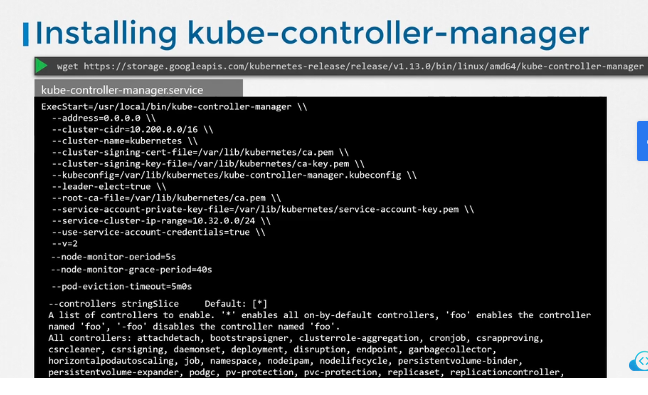 Installing kube-controller-manager
wget https://storage.googleapis.com/kubernetes-release/release/v1.13.0/bin/linux/amd64/kube-controller-manager
kube-controller-manager.service
ExecStart=/usr/local/bin/kube-controller-manager \\
--address=0.0.0.0 \\
--cluster-cidr=10.200.0.0/16 \\
--cluster-name=kubernetes \\
--cluster-signing-cert-file=/var/lib/kubernetes/ca.pem \\
--cluster-signing-key-file=/var/lib/kubernetes/ca-key.pem \\
--kubeconfig=/var/lib/kubernetes/kube-controller-manager.kubeconfig \\
--leader-elect=true \\
--root-ca-file=/var/lib/kubernetes/ca.pem \\
--service-account-private-key-file=/var/lib/kubernetes/service-account-key.pem \\
--service-cluster-ip-range=10.32.0.0/24 \\
--use-service-account-credentials=true \\
--v=2
--node-monitor-period=5s
--node-monitor-grace-period=40s
--pod-eviction-timeout=5m0s
--controllers stringSlice Default: [*]
A list of controllers to enable. '*' enables all on-by-default controllers, 'foo' enables the controller
named 'foo', '-foo' disables the controller named 'foo'.
All controllers: attachdetach, bootstrapsigner, clusterrole-aggregation, cronjob, csrapproving,
csrcleaner, csrsigning, daemonset, deployment, disruption, endpoint, garbagecollector,
horizontalpodautoscaling, job, namespace, nodeipam, nodelifecycle, persistentvolume-binder,
persistentvolume-expander, podgc, pv-protection, pvc-protection, replicaset, replicationcontroller,